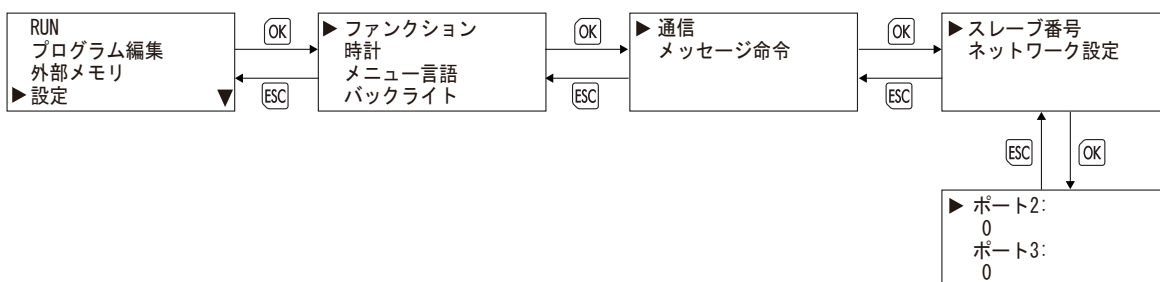 RUN
プログラム編集
外部メモリ
▶設定 ▼
OK
ESC
▶ファンクション
時計
メニュー言語
バックライト
OK
ESC
▶通信
メッセージ命令
OK
ESC
▶スレーブ番号
ネットワーク設定
ESC
OK
▶ポート2:
0
ポート3:
0